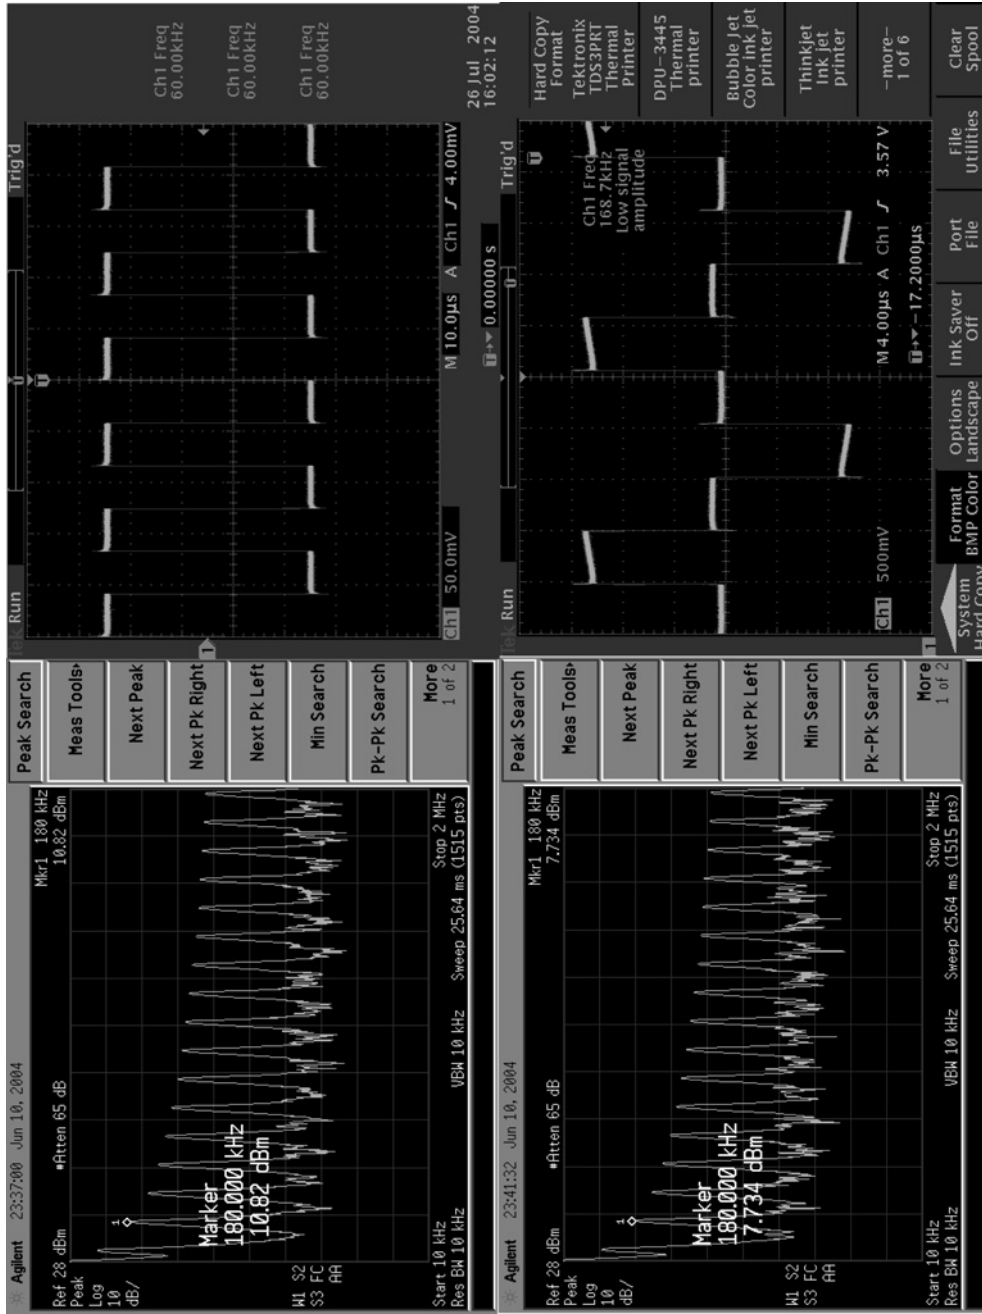 Agilent 23:37:00 Jun 10, 2004
Mkr1 180 kHz
10.82 dBm
Ref 28 dBm
#Atten 65 dB
Peak
Log
10
dB/
1
Marker
180.000 kHz
10.82 dBm
W1 S2
S3 FC
AA
Start 10 kHz
Stop 2 MHz
Res BW 10 kHz
VBW 10 kHz
Sweep 25.64 ms (1515 pts)
Peak Search
Meas Tools
Next Peak
Next Pk Right
Next Pk Left
Min Search
Pk-Pk Search
More
1 of 2
Tek Run
Trig'd
Ch1 Freq
60.00kHz
Ch1 Freq
60.00kHz
Ch1 Freq
60.001kHz
Ch1 50.0mV
M 10.0µs A Ch1 4.00mV
0.00000 s
26 Jul 2004
16:02:12
Agilent 23:41:32 Jun 10, 2004
Mkr1 180 kHz
7.734 dBm
Ref 28 dBm
#Atten 65 dB
Peak
Log
10
dB/
1
Marker
180.000 kHz
7.734 dBm
W1 S2
S3 FC
AA
Start 10 kHz
Stop 2 MHz
Res BW 10 kHz
VBW 10 kHz
Sweep 25.64 ms (1515 pts)
Peak Search
Meas Tools
Next Peak
Next Pk Right
Next Pk Left
Min Search
Pk-Pk Search
More
1 of 2
Tek Run
Trig'd
Ch1 Freq
168.7kHz
Low signal
amplitude
Ch1 500mV
M 4.00µs A Ch1 3.57 V
-17.2000µs
Hard Copy
Format
Tektronix
TDS3PRT
Thermal
Printer
DPU-3445
Thermal
printer
Bubble Jet
Color ink jet
printer
Thinkjet
Ink jet
printer
-more-
1 of 6
System
Hard Copy
Format
BMP Color
Options
Landscape
Ink Saver
Off
Port
File
File
Utilities
Clear
Spool